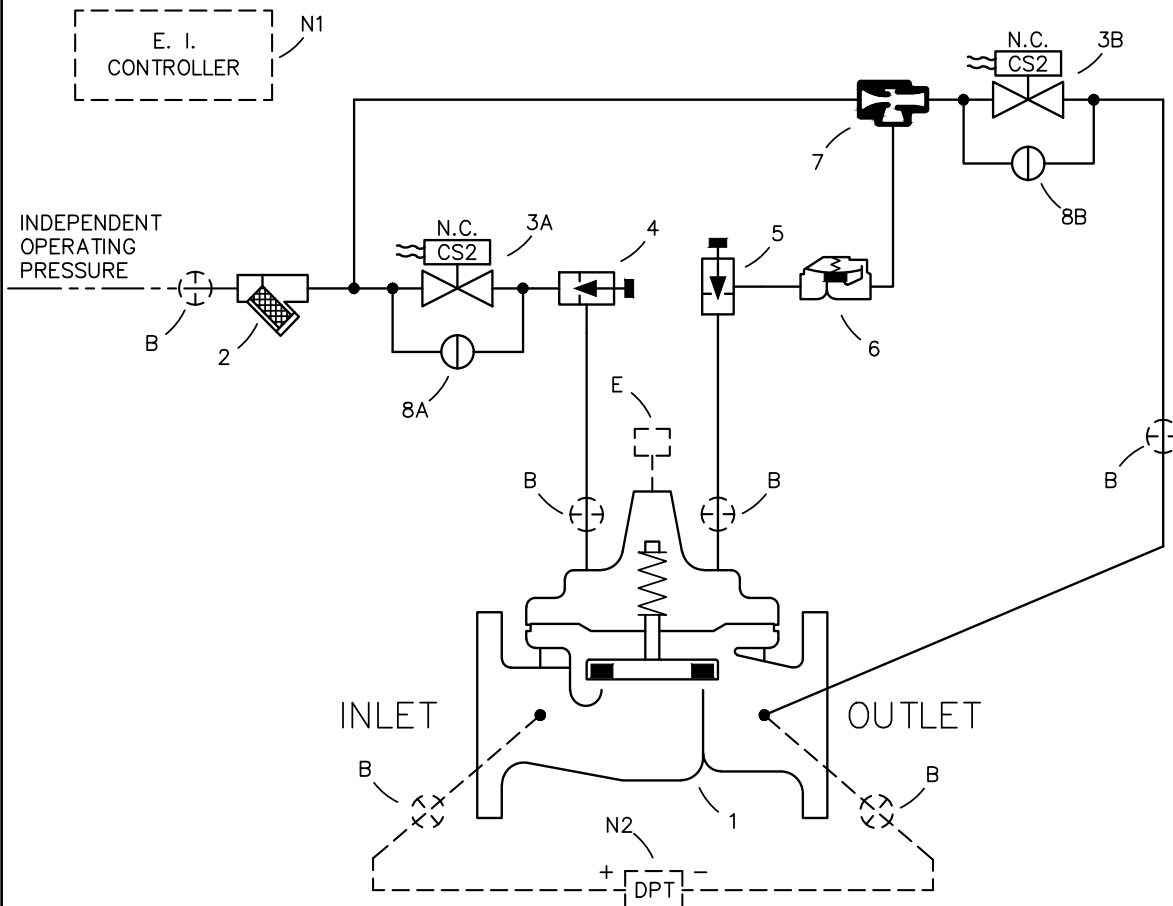 E. I.
CONTROLLER
N1
N.C.
CS2
3B
7
8B
INDEPENDENT
OPERATING
PRESSURE
N.C.
CS2
3A
4
5
B
2
6
8A
E
B
B
B
INLET
OUTLET
B
B
1
N2
+
DPT
−